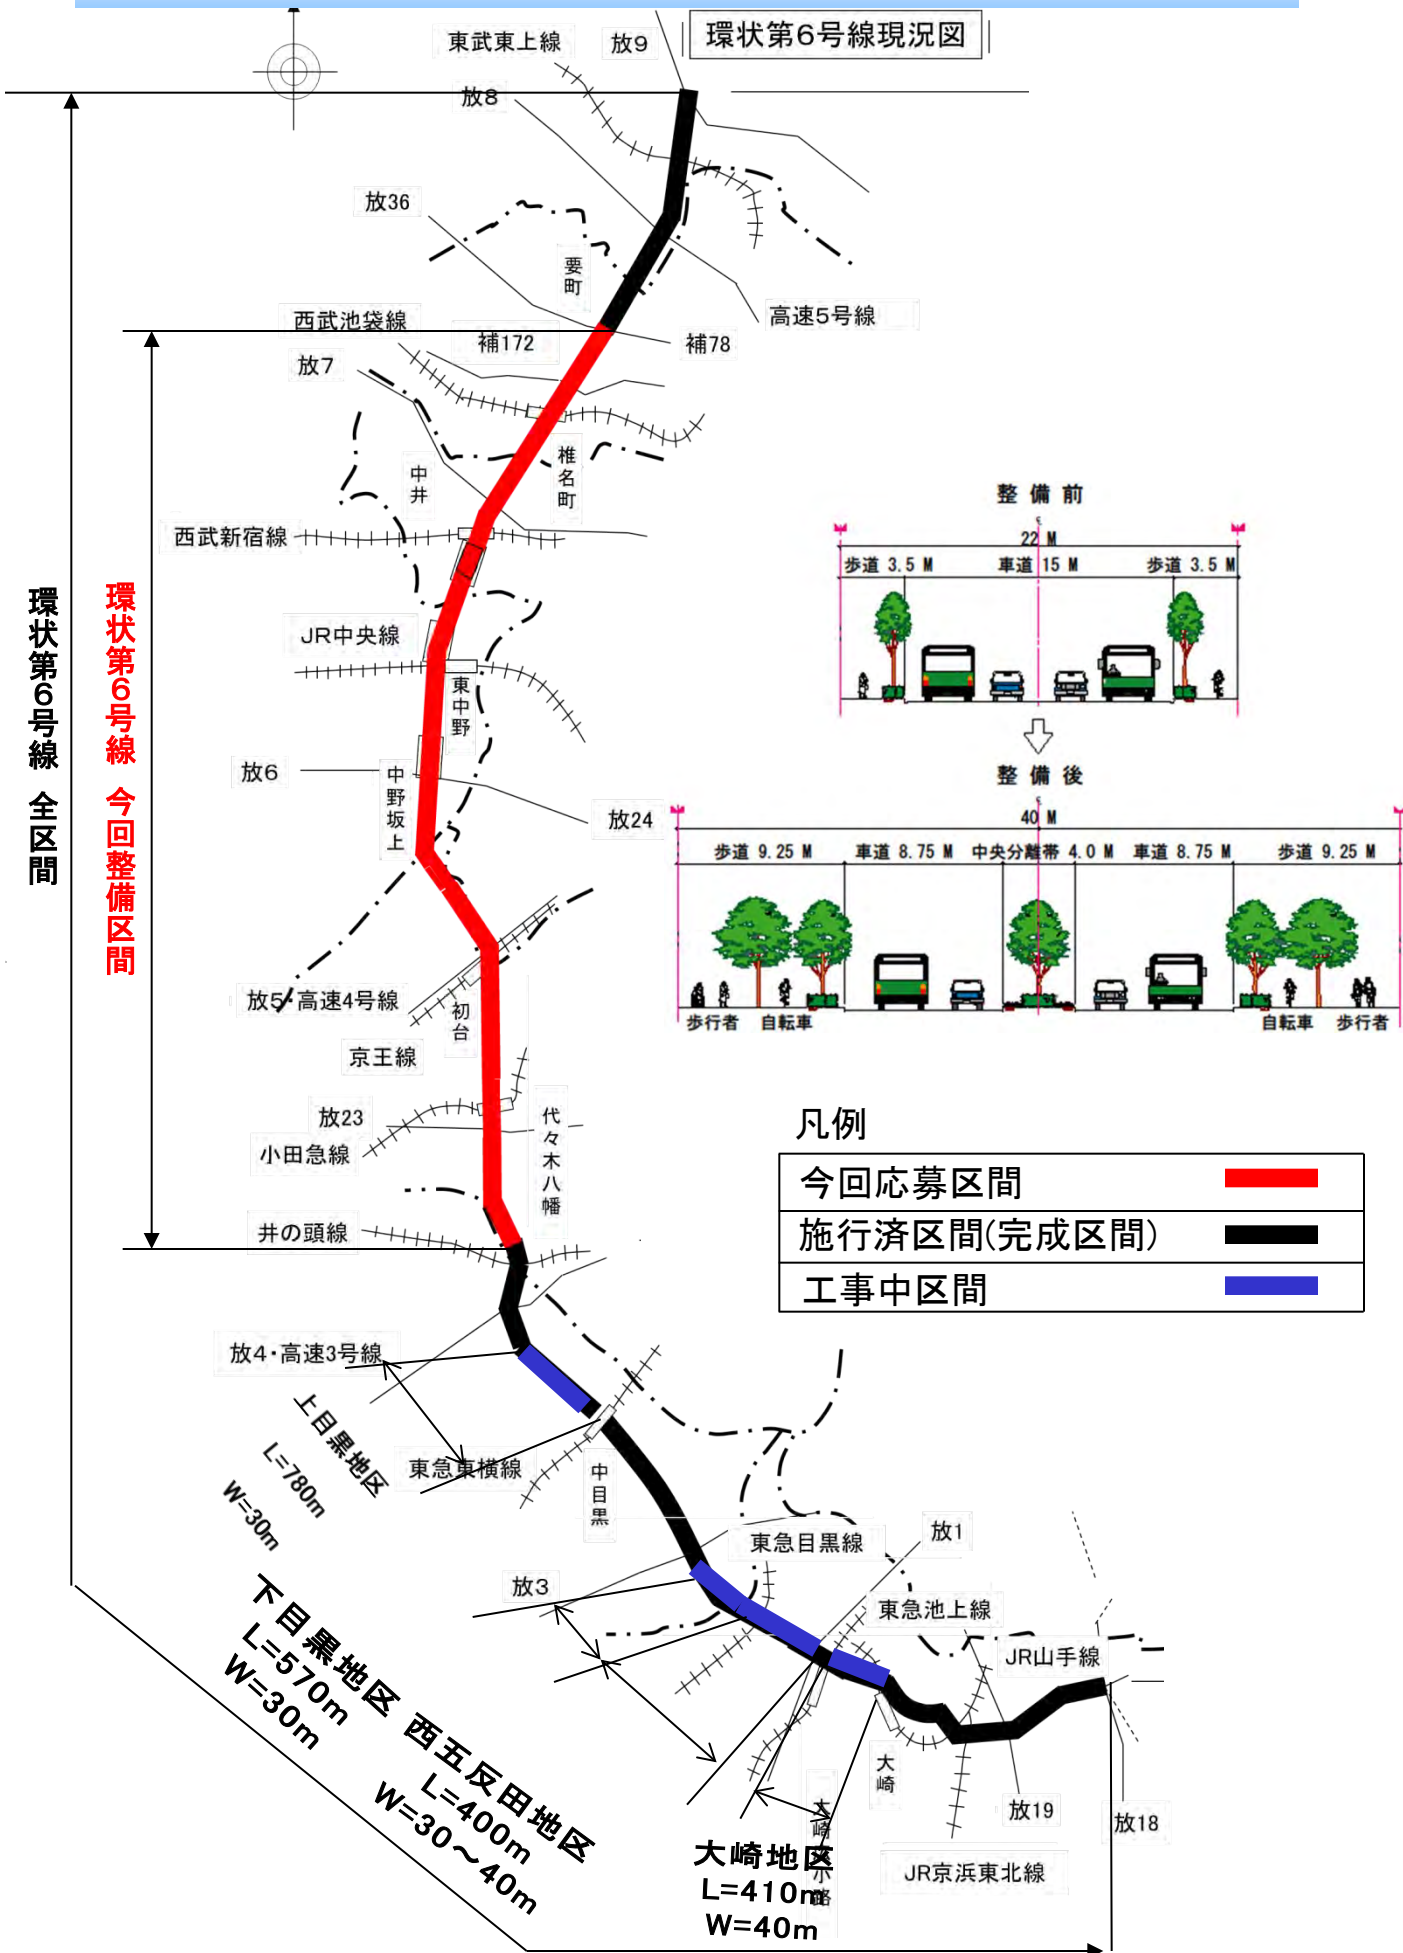 環状第6号線現況図
東武東上線
放9
放8
放36
要町
高速5号線
西武池袋線
補172
補78
放7
椎名町
中井
西武新宿線
JR中央線
東中野
放6
中野坂上
放24
放5・高速4号線
初台
京王線
放23
代々木八幡
小田急線
井の頭線
環状第6号線 全区間
環状第6号線 今回整備区間
整備前
22 M
歩道 3.5 M
車道 15 M
歩道 3.5 M
整備後
40 M
歩道 9.25 M
車道 8.75 M
中央分離帯 4.0 M
車道 8.75 M
歩道 9.25 M
歩行者
自転車
自転車
歩行者
凡例
今回応募区間
施行済区間(完成区間)
工事中区間
放4・高速3号線
上目黒地区
L=780m
W=30m
東急東横線
中目黒
東急目黒線
放1
放3
東急池上線
JR山手線
下目黒地区
L=570m
W=30m
西五反田地区
L=400m
W=30〜40m
大崎
放19
放18
大崎地区
L=410m
W=40m
JR京浜東北線